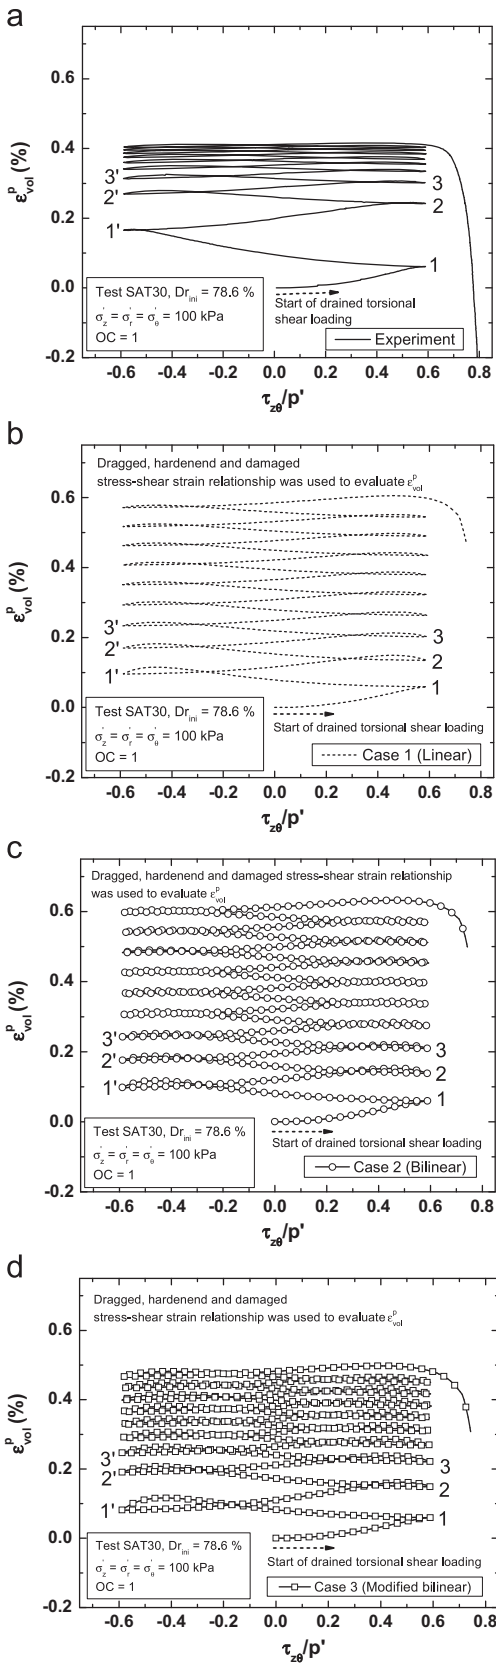 a
0.6
0.4
0.2
0.0
-0.2
ε^p_vol (%)
3'
2'
1'
3
2
1
Test SAT30, Dr_ini = 78.6 %
σ'_z = σ'_r = σ'_θ = 100 kPa
OC = 1
Start of drained torsional
shear loading
Experiment
-0.6 -0.4 -0.2 0.0 0.2 0.4 0.6 0.8
τ_zθ/p'
b
Dragged, hardenend and damaged
stress-shear strain relationship was used to evaluate ε^p_vol
0.6
0.4
0.2
0.0
-0.2
ε^p_vol (%)
3'
2'
1'
3
2
1
Test SAT30, Dr_ini = 78.6 %
σ'_z = σ'_r = σ'_θ = 100 kPa
OC = 1
Start of drained torsional shear loading
Case 1 (Linear)
-0.6 -0.4 -0.2 0.0 0.2 0.4 0.6 0.8
τ_zθ/p'
c
Dragged, hardenend and damaged stress-shear strain relationship
was used to evaluate ε^p_vol
0.6
0.4
0.2
0.0
-0.2
ε^p_vol (%)
3'
2'
1'
3
2
1
Test SAT30, Dr_ini = 78.6 %
σ'_z = σ'_r = σ'_θ = 100 kPa
OC = 1
Start of drained torsional shear loading
Case 2 (Bilinear)
-0.6 -0.4 -0.2 0.0 0.2 0.4 0.6 0.8
τ_zθ/p'
d
Dragged, hardenend and damaged
stress-shear strain relationship was used to evaluate ε^p_vol
0.6
0.4
0.2
0.0
-0.2
ε^p_vol (%)
3'
2'
1'
3
2
1
Test SAT30, Dr_ini = 78.6 %
σ'_z = σ'_r = σ'_θ = 100 kPa
OC = 1
Start of drained torsional shear loading
Case 3 (Modified bilinear)
-0.6 -0.4 -0.2 0.0 0.2 0.4 0.6 0.8
τ_zθ/p'